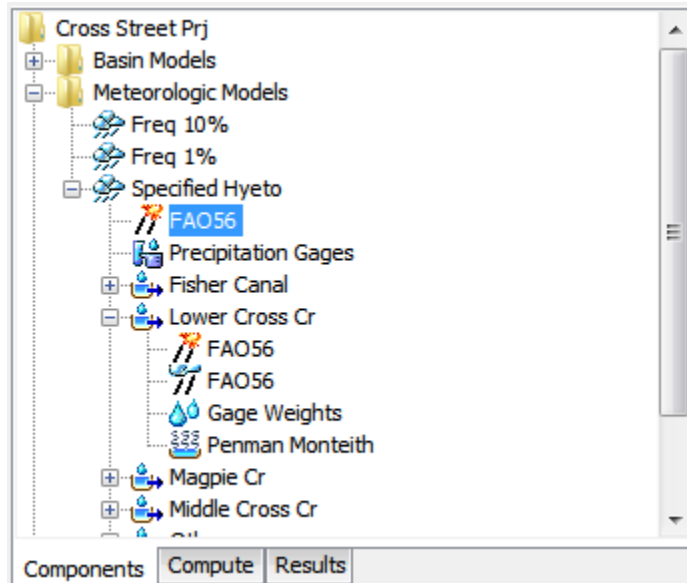 Cross Street Prj
Basin Models
Meteorologic Models
Freq 10%
Freq 1%
Specified Hyeto
FAO56
Precipitation Gages
Fisher Canal
Lower Cross Cr
FAO56
FAO56
Gage Weights
Penman Monteith
Magpie Cr
Middle Cross Cr
Components Compute Results